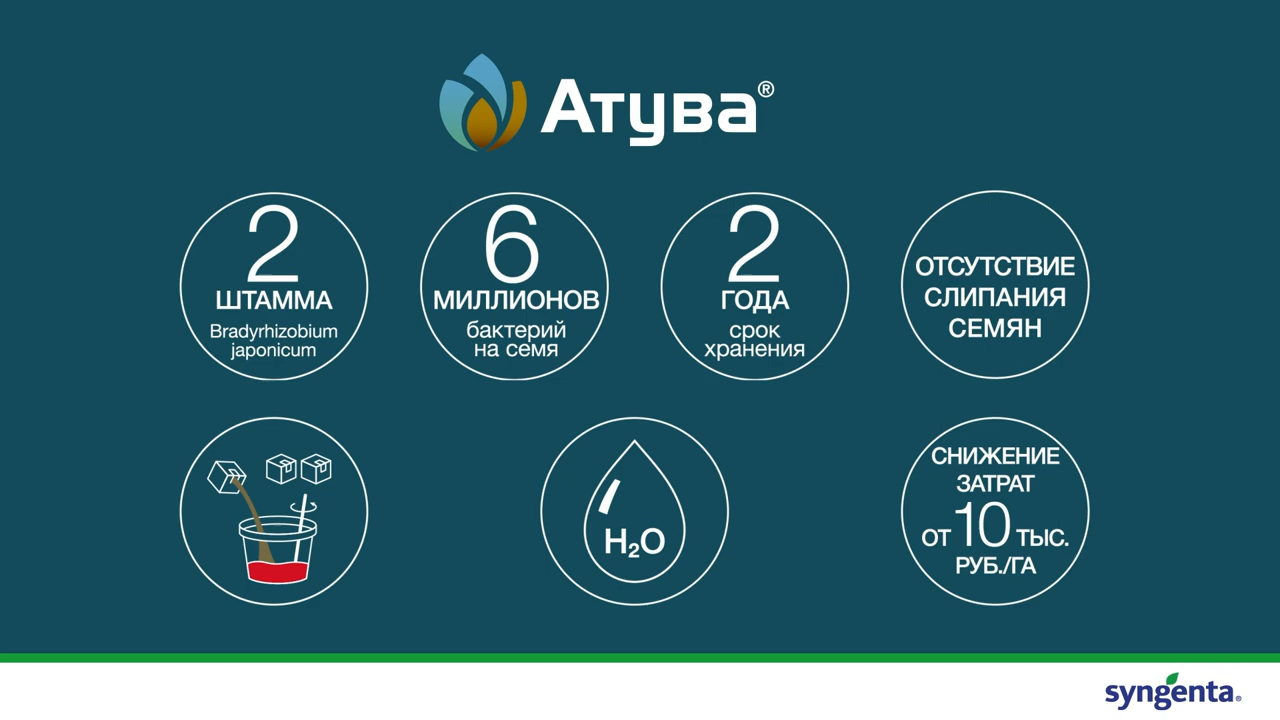 Атува®
2
ШТАММА
Bradyrhizobium
japonicum
6
МИЛЛИОНОВ
бактерий
на семя
2
ГОДА
срок
хранения
ОТСУТСТВИЕ
СЛИПАНИЯ
СЕМЯН
H₂O
СНИЖЕНИЕ
ЗАТРАТ
ОТ 10 ТЫС.
РУБ./ГА
syngenta®